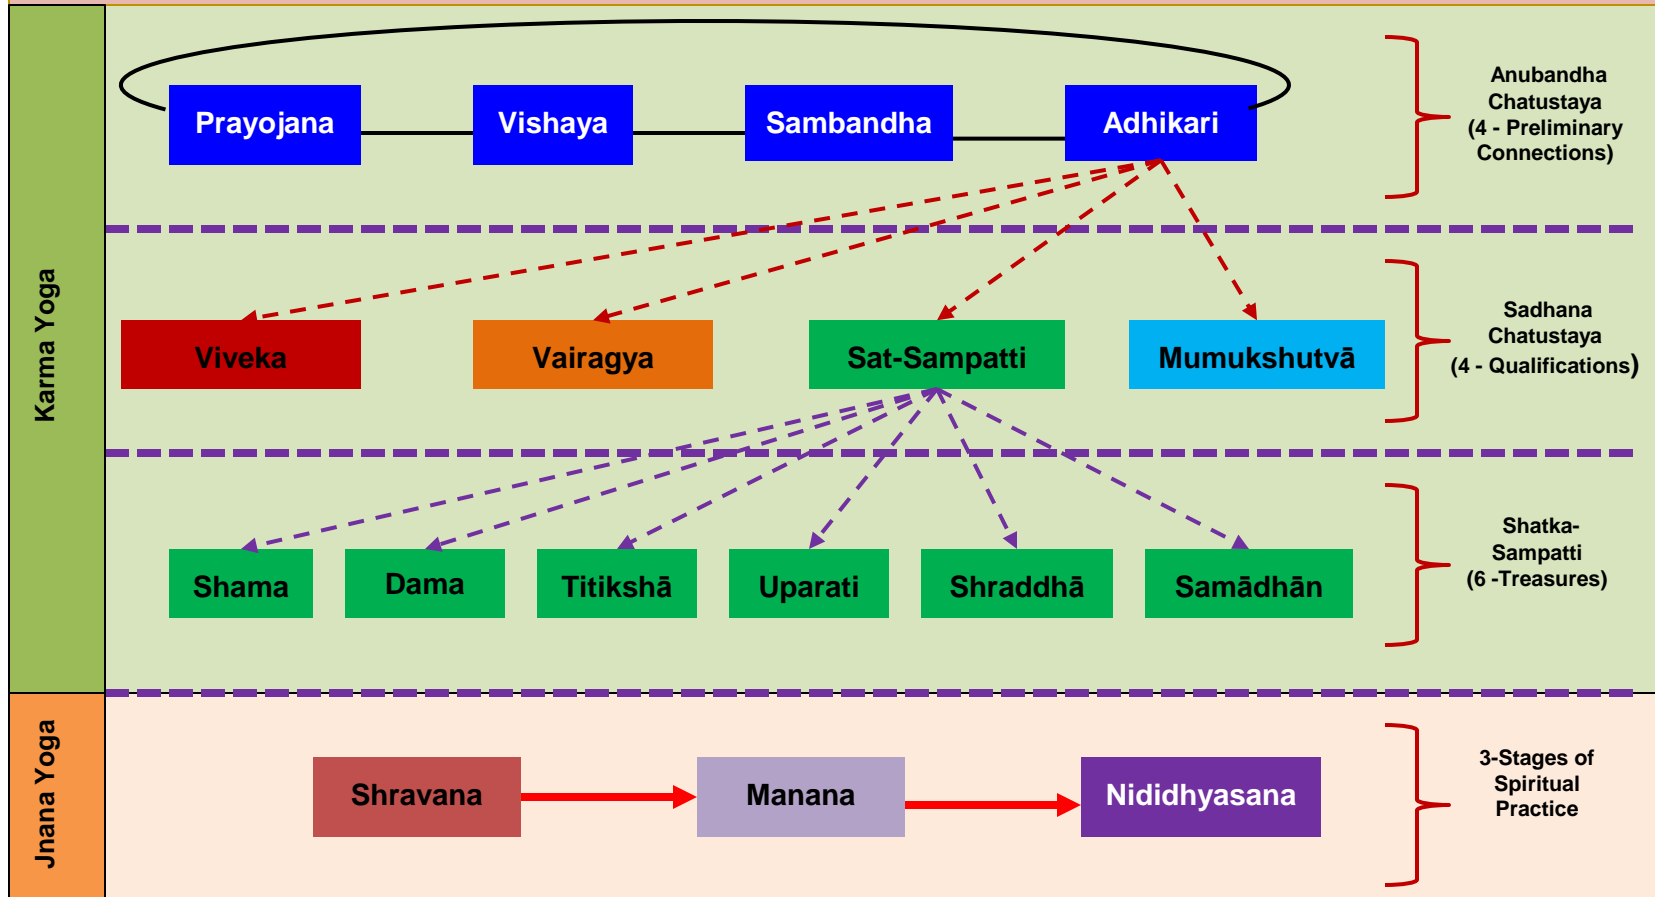 Prayojana
Vishaya
Sambandha
Adhikari
Anubandha
Chatustaya
(4 - Preliminary
Connections)
Karma Yoga
Viveka
Vairagya
Sat-Sampatti
Mumukshutvā
Sadhana
Chatustaya
(4 - Qualifications)
Shama
Dama
Titikshā
Uparati
Shraddhā
Samādhān
Shatka-
Sampatti
(6 -Treasures)
Jnana Yoga
Shravana
Manana
Nididhyasana
3-Stages of
Spiritual
Practice